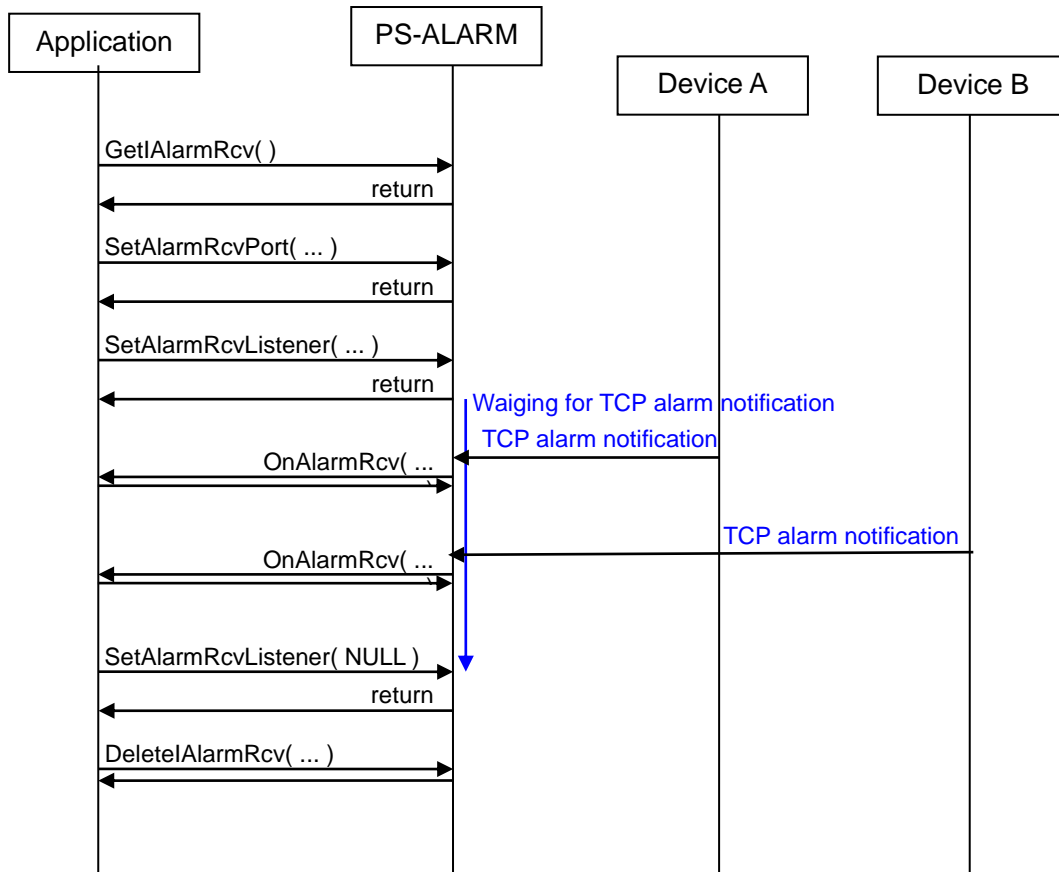 Application
PS-ALARM
Device A
Device B
GetIAlarmRcv( )
return
SetAlarmRcvPort( ... )
return
SetAlarmRcvListener( ... )
return
Waiging for TCP alarm notification
TCP alarm notification
OnAlarmRcv( ...
TCP alarm notification
OnAlarmRcv( ...
SetAlarmRcvListener( NULL )
return
DeleteIAlarmRcv( ... )